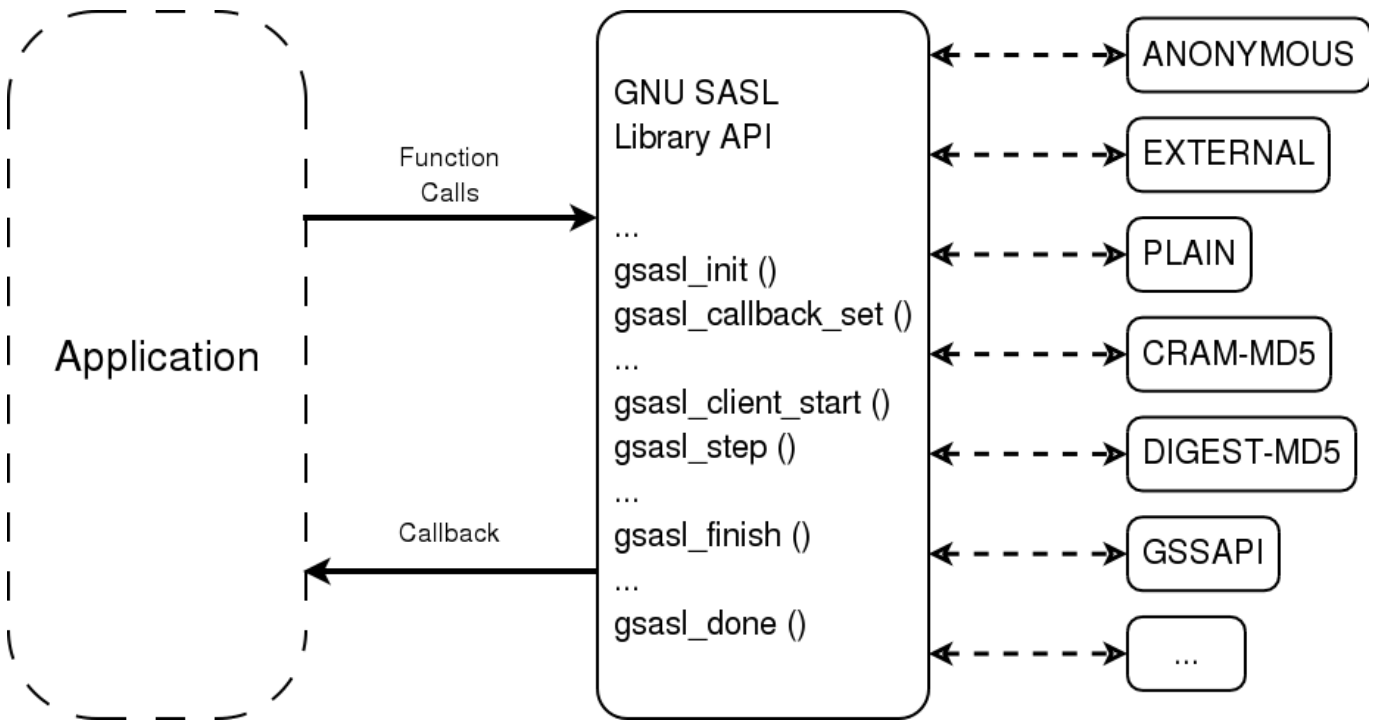 Application
Function
Calls
Callback
GNU SASL
Library API
...
gsasl_init ()
gsasl_callback_set ()
...
gsasl_client_start ()
gsasl_step ()
...
gsasl_finish ()
...
gsasl_done ()
ANONYMOUS
EXTERNAL
PLAIN
CRAM-MD5
DIGEST-MD5
GSSAPI
...